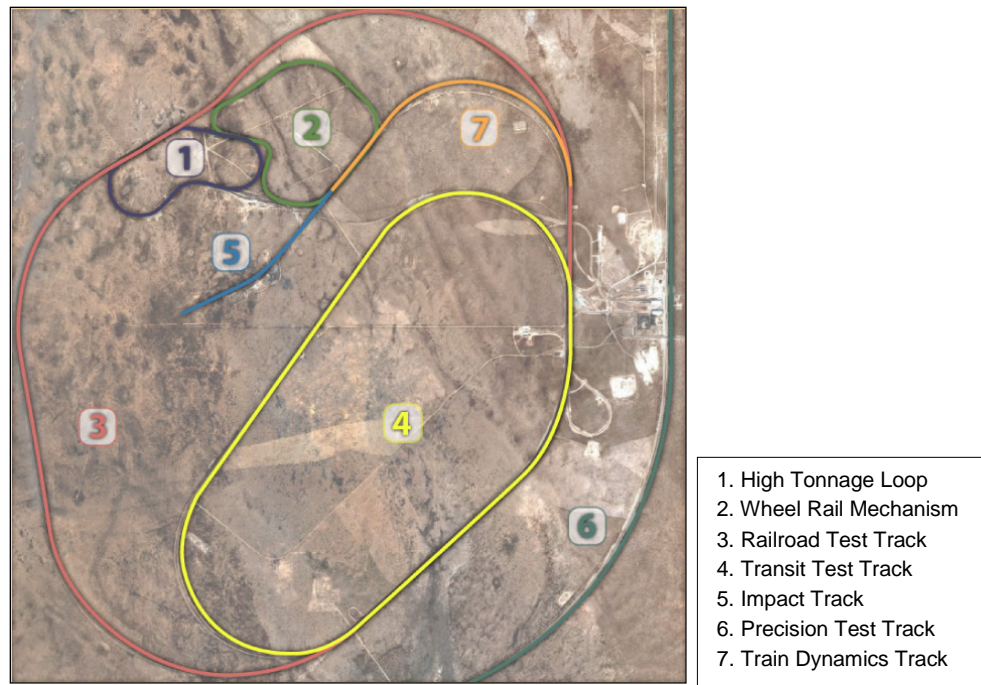 2
7
1
5
4
3
6
1. High Tonnage Loop
2. Wheel Rail Mechanism
3. Railroad Test Track
4. Transit Test Track
5. Impact Track
6. Precision Test Track
7. Train Dynamics Track